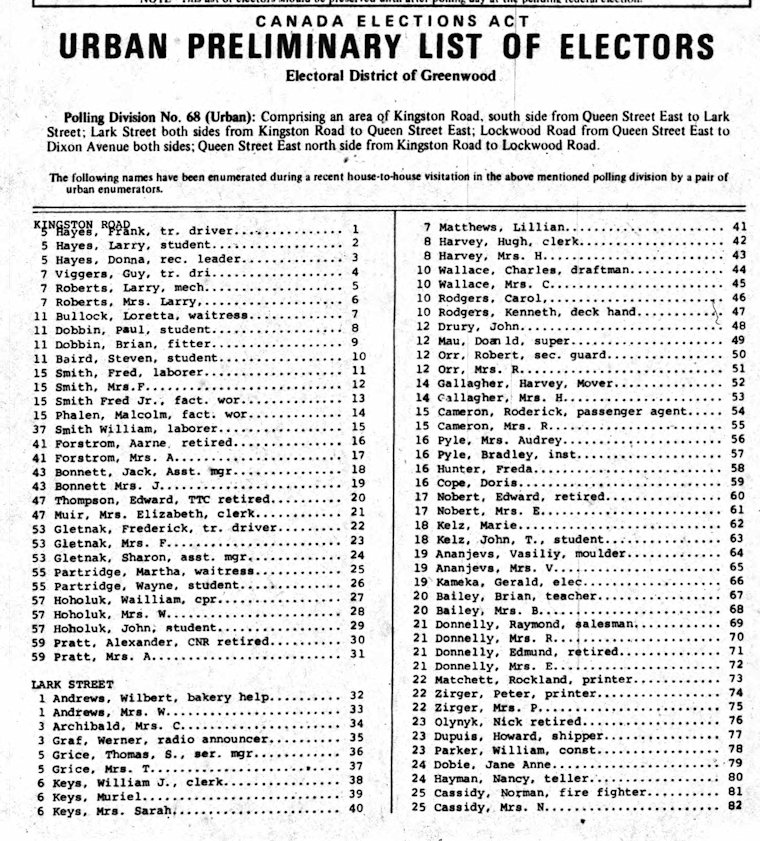 NOTE This list of electors should be preserved until after polling day at the pending federal election.
CANADA ELECTIONS ACT
URBAN PRELIMINARY LIST OF ELECTORS
Electoral District of Greenwood
Polling Division No. 68 (Urban): Comprising an area of Kingston Road, south side from Queen Street East to Lark
Street; Lark Street both sides from Kingston Road to Queen Street East; Lockwood Road from Queen Street East to
Dixon Avenue both sides; Queen Street East north side from Kingston Road to Lockwood Road.
The following names have been enumerated during a recent house-to-house visitation in the above mentioned polling division by a pair of
urban enumerators.
KINGSTON ROAD
5 Hayes, Frank, tr. driver............... 1
5 Hayes, Larry, student.................. 2
5 Hayes, Donna, rec. leader.............. 3
7 Viggers, Guy, tr. dri.................. 4
7 Roberts, Larry, mech................... 5
7 Roberts, Mrs. Larry,................... 6
11 Bullock, Loretta, waitress............ 7
11 Dobbin, Paul, student................. 8
11 Dobbin, Brian, fitter................. 9
11 Baird, Steven, student................ 10
15 Smith, Fred, laborer.................. 11
15 Smith, Mrs.F.......................... 12
15 Smith Fred Jr., fact. wor............. 13
15 Phalen, Malcolm, fact. wor............ 14
37 Smith William, laborer................ 15
41 Forstrom, Aarne, retired.............. 16
41 Forstrom, Mrs. A...................... 17
43 Bonnett, Jack, Asst. mgr.............. 18
43 Bonnett Mrs. J........................ 19
47 Thompson, Edward, TTC retired......... 20
47 Muir, Mrs. Elizabeth, clerk........... 21
53 Gletnak, Frederick, tr. driver........ 22
53 Gletnak, Mrs. F....................... 23
53 Gletnak, Sharon, asst. mgr............ 24
55 Partridge, Martha, waitress........... 25
55 Partridge, Wayne, student............. 26
57 Hoholuk, Wailliam, cpr................ 27
57 Hoholuk, Mrs. W....................... 28
57 Hoholuk, John, student................ 29
59 Pratt, Alexander, CNR retired......... 30
59 Pratt, Mrs. A......................... 31
LARK STREET
1 Andrews, Wilbert, bakery help.......... 32
1 Andrews, Mrs. W........................ 33
3 Archibald, Mrs. C...................... 34
3 Graf, Werner, radio announcer.......... 35
5 Grice, Thomas, S., ser. mgr............ 36
5 Grice, Mrs. T.......................... 37
6 Keys, William J., clerk................ 38
6 Keys, Muriel........................... 39
6 Keys, Mrs. Sarah....................... 40
7 Matthews, Lillian...................... 41
8 Harvey, Hugh, clerk.................... 42
8 Harvey, Mrs. H......................... 43
10 Wallace, Charles, draftman............ 44
10 Wallace, Mrs. C....................... 45
10 Rodgers, Carol,....................... 46
10 Rodgers, Kenneth, deck hand........... 47
12 Drury, John........................... 48
12 Mau, Doanld, super.................... 49
12 Orr, Robert, sec. guard............... 50
12 Orr, Mrs. R........................... 51
14 Gallagher, Harvey, Mover.............. 52
14 Gallagher, Mrs. H..................... 53
15 Cameron, Roderick, passenger agent..... 54
15 Cameron, Mrs. R....................... 55
16 Pyle, Mrs. Audrey..................... 56
16 Pyle, Bradley, inst................... 57
16 Hunter, Freda......................... 58
16 Cope, Doris........................... 59
17 Nobert, Edward, retired............... 60
17 Nobert, Mrs. E........................ 61
18 Kelz, Marie........................... 62
18 Kelz, John, T., student............... 63
19 Ananjevs, Vasiliy, moulder............ 64
19 Ananjevs, Mrs. V...................... 65
19 Kameka, Gerald, elec.................. 66
20 Bailey, Brian, teacher................ 67
20 Bailey, Mrs. B........................ 68
21 Donnelly, Raymond, salesman........... 69
21 Donnelly, Mrs. R...................... 70
21 Donnelly, Edmund, retired............. 71
21 Donnelly, Mrs. E...................... 72
22 Matchett, Rockland, printer........... 73
22 Zirger, Peter, printer................ 74
22 Zirger, Mrs. P........................ 75
23 Olynyk, Nick retired.................. 76
23 Dupuis, Howard, shipper............... 77
23 Parker, William, const................ 78
24 Dobie, Jane Anne...................... 79
24 Hayman, Nancy, teller................. 80
25 Cassidy, Norman, fire fighter......... 81
25 Cassidy, Mrs. N....................... 82